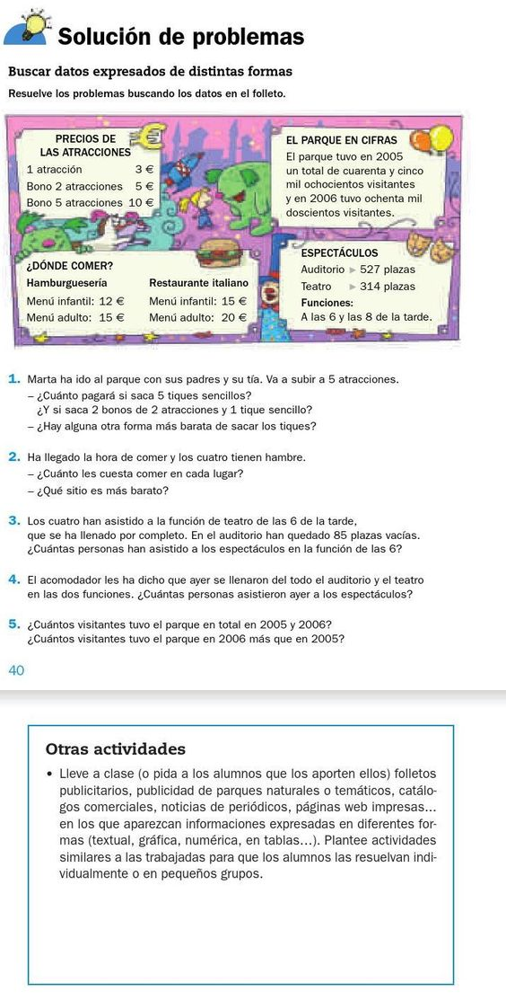 Solución de problemas
Buscar datos expresados de distintas formas
Resuelve los problemas buscando los datos en el folleto.
PRECIOS DE
LAS ATRACCIONES
1 atracción 3 €
Bono 2 atracciones 5 €
Bono 5 atracciones 10 €
EL PARQUE EN CIFRAS
El parque tuvo en 2005
un total de cuarenta y cinco
mil ochocientos visitantes
y en 2006 tuvo ochenta mil
doscientos visitantes.
¿DÓNDE COMER?
Hamburguesería Restaurante italiano
Menú infantil: 12 € Menú infantil: 15 €
Menú adulto: 15 € Menú adulto: 20 €
ESPECTÁCULOS
Auditorio ▶ 527 plazas
Teatro ▶ 314 plazas
Funciones:
A las 6 y las 8 de la tarde.
1. Marta ha ido al parque con sus padres y su tía. Va a subir a 5 atracciones.
– ¿Cuánto pagará si saca 5 tiques sencillos?
¿Y si saca 2 bonos de 2 atracciones y 1 tique sencillo?
– ¿Hay alguna otra forma más barata de sacar los tiques?
2. Ha llegado la hora de comer y los cuatro tienen hambre.
– ¿Cuánto les cuesta comer en cada lugar?
– ¿Qué sitio es más barato?
3. Los cuatro han asistido a la función de teatro de las 6 de la tarde,
que se ha llenado por completo. En el auditorio han quedado 85 plazas vacías.
¿Cuántas personas han asistido a los espectáculos en la función de las 6?
4. El acomodador les ha dicho que ayer se llenaron del todo el auditorio y el teatro
en las dos funciones. ¿Cuántas personas asistieron ayer a los espectáculos?
5. ¿Cuántos visitantes tuvo el parque en total en 2005 y 2006?
¿Cuántos visitantes tuvo el parque en 2006 más que en 2005?
40
Otras actividades
• Lleve a clase (o pida a los alumnos que los aporten ellos) folletos
publicitarios, publicidad de parques naturales o temáticos, catálo-
gos comerciales, noticias de periódicos, páginas web impresas...
en los que aparezcan informaciones expresadas en diferentes for-
mas (textual, gráfica, numérica, en tablas...). Plantee actividades
similares a las trabajadas para que los alumnos las resuelvan indi-
vidualmente o en pequeños grupos.